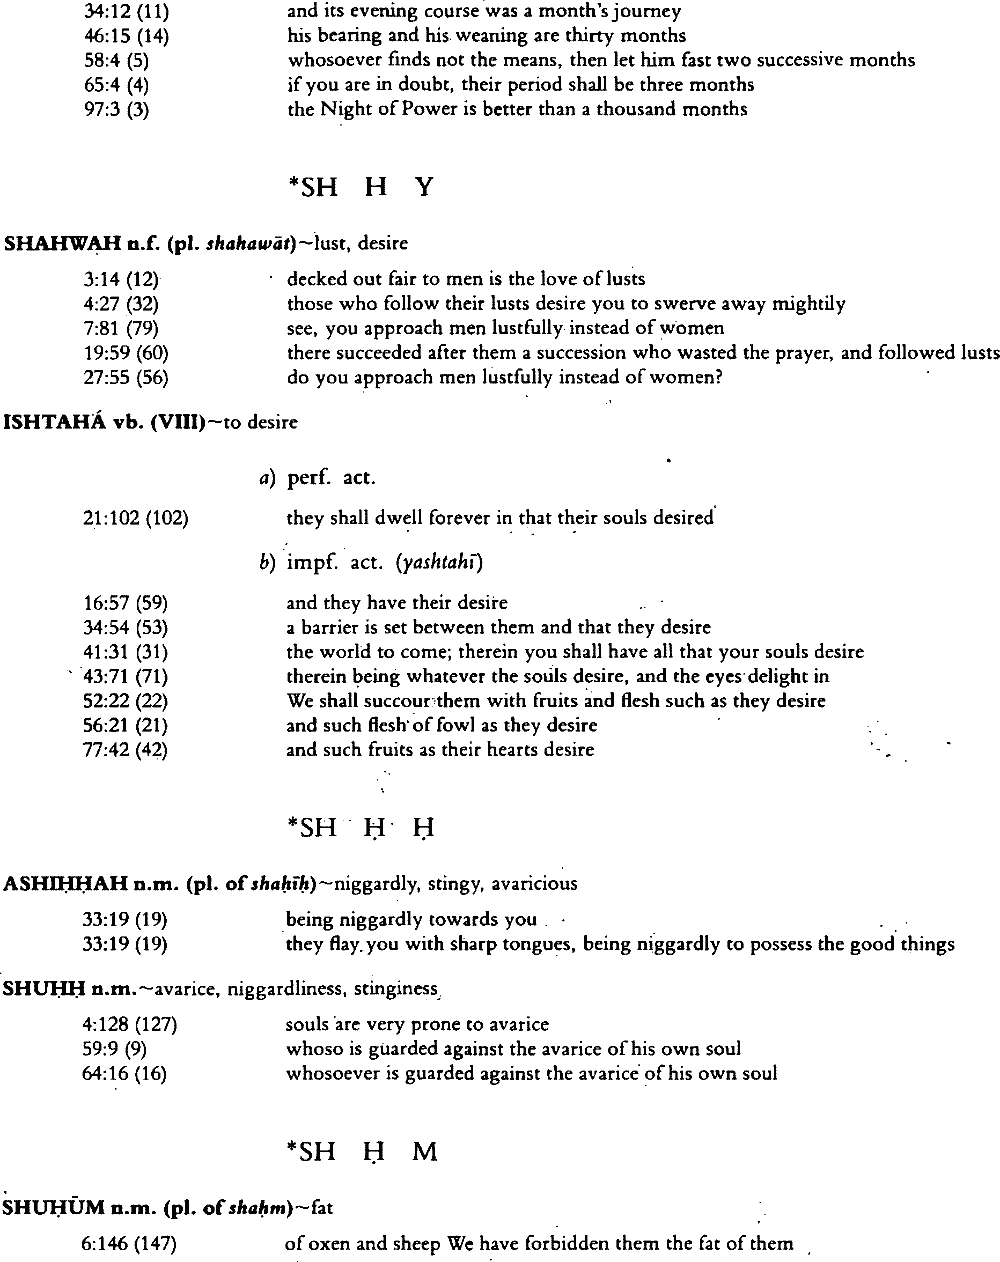 34:12 (11) and its evening course was a month's journey
46:15 (14) his bearing and his weaning are thirty months
58:4 (5) whosoever finds not the means, then let him fast two successive months
65:4 (4) if you are in doubt, their period shall be three months
97:3 (3) the Night of Power is better than a thousand months
*SH H Y
SHAHWAH n.f. (pl. shahawāt)~lust, desire
3:14 (12) decked out fair to men is the love of lusts
4:27 (32) those who follow their lusts desire you to swerve away mightily
7:81 (79) see, you approach men lustfully instead of women
19:59 (60) there succeeded after them a succession who wasted the prayer, and followed lusts
27:55 (56) do you approach men lustfully instead of women?
ISHTAHÁ vb. (VIII)~to desire
a) perf. act.
21:102 (102) they shall dwell forever in that their souls desired
b) impf. act. (yashtahī)
16:57 (59) and they have their desire
34:54 (53) a barrier is set between them and that they desire
41:31 (31) the world to come; therein you shall have all that your souls desire
43:71 (71) therein being whatever the souls desire, and the eyes delight in
52:22 (22) We shall succour them with fruits and flesh such as they desire
56:21 (21) and such flesh of fowl as they desire
77:42 (42) and such fruits as their hearts desire
*SH Ḥ Ḥ
ASHIḤḤAH n.m. (pl. of shaḥīḥ)~niggardly, stingy, avaricious
33:19 (19) being niggardly towards you
33:19 (19) they flay you with sharp tongues, being niggardly to possess the good things
SHUḤḤ n.m.~avarice, niggardliness, stinginess
4:128 (127) souls are very prone to avarice
59:9 (9) whoso is guarded against the avarice of his own soul
64:16 (16) whosoever is guarded against the avarice of his own soul
*SH Ḥ M
SHUḤŪM n.m. (pl. of shaḥm)~fat
6:146 (147) of oxen and sheep We have forbidden them the fat of them